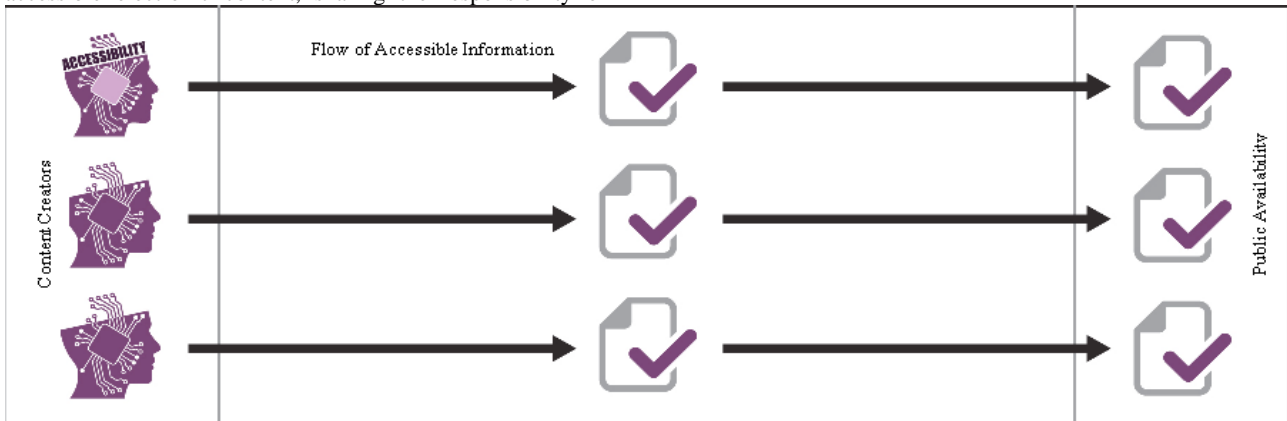 Flow of Accessible Information
ACCESSIBILITY
Content Creators
Public Availability